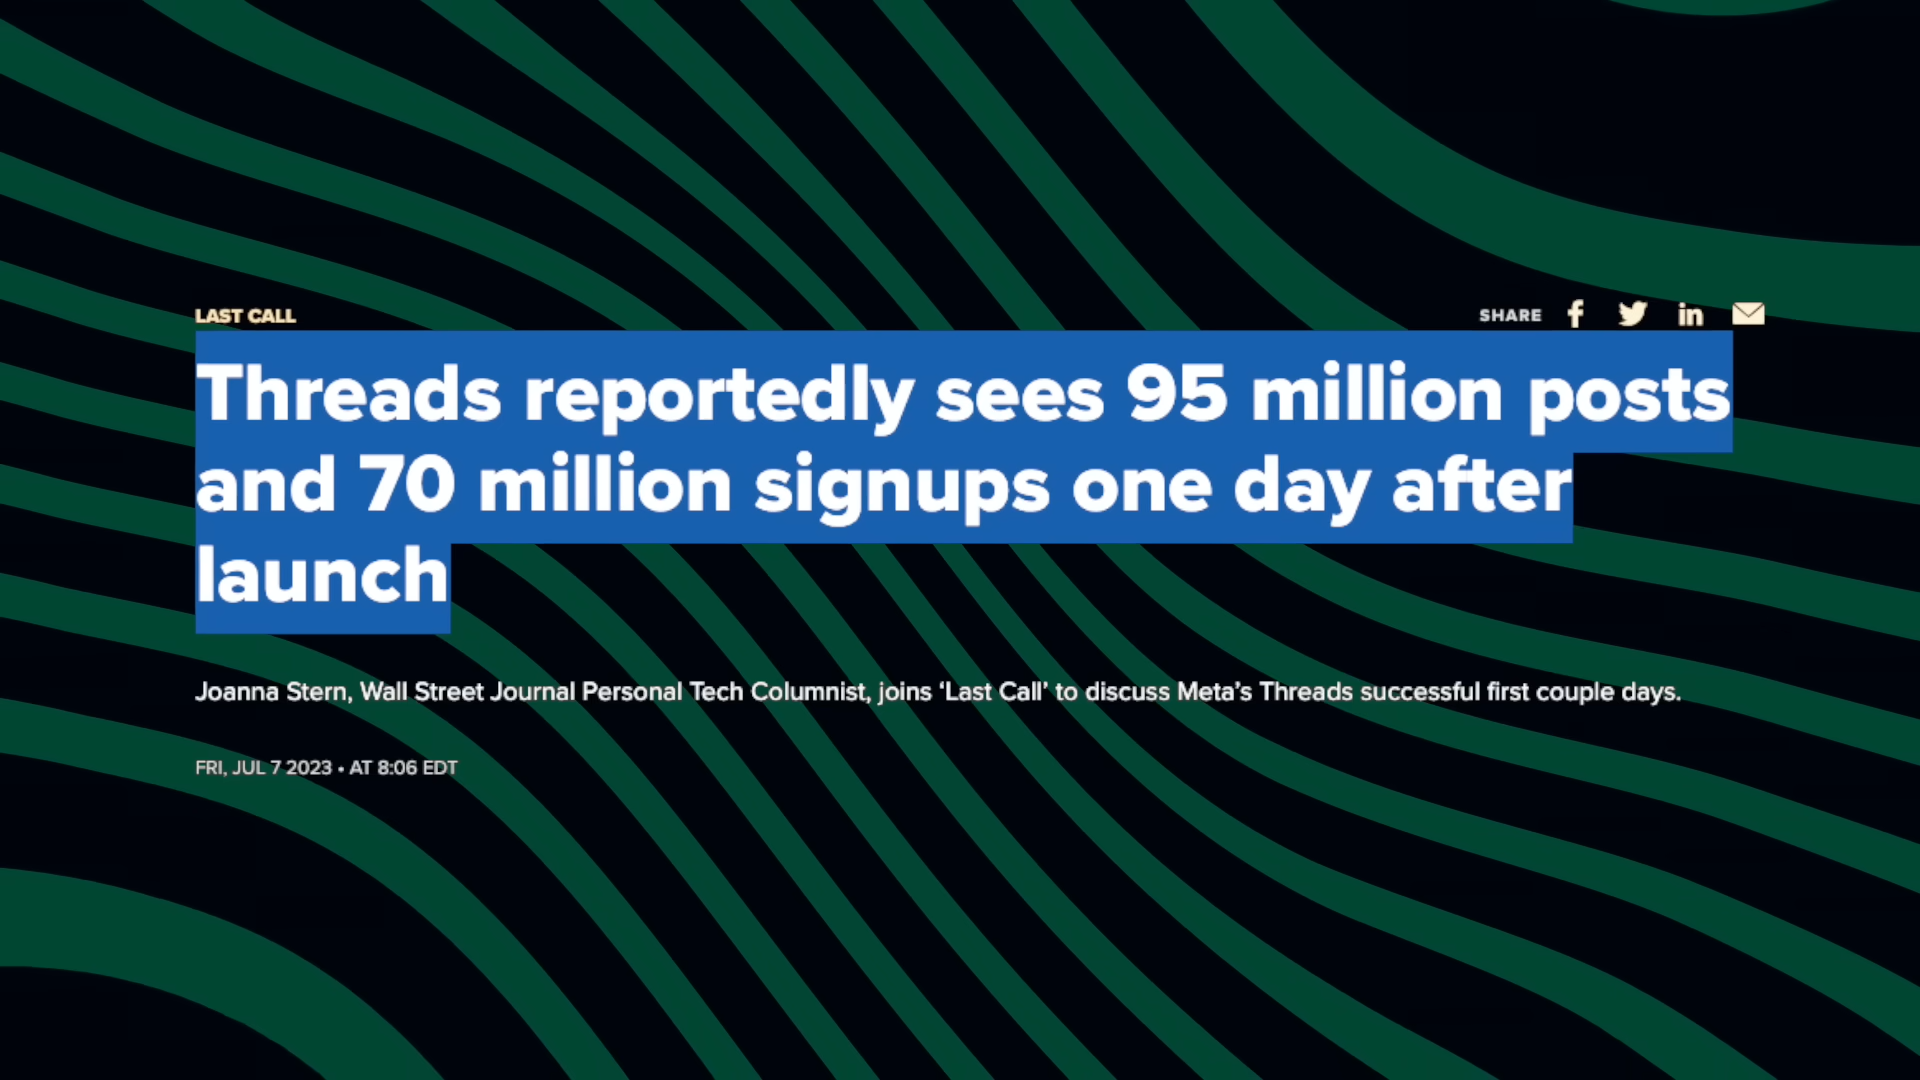 LAST CALL
SHARE
Threads reportedly sees 95 million posts
and 70 million signups one day after
launch
Joanna Stern, Wall Street Journal Personal Tech Columnist, joins ‘Last Call’ to discuss Meta’s Threads successful first couple days.
FRI, JUL 7 2023 • AT 8:06 EDT